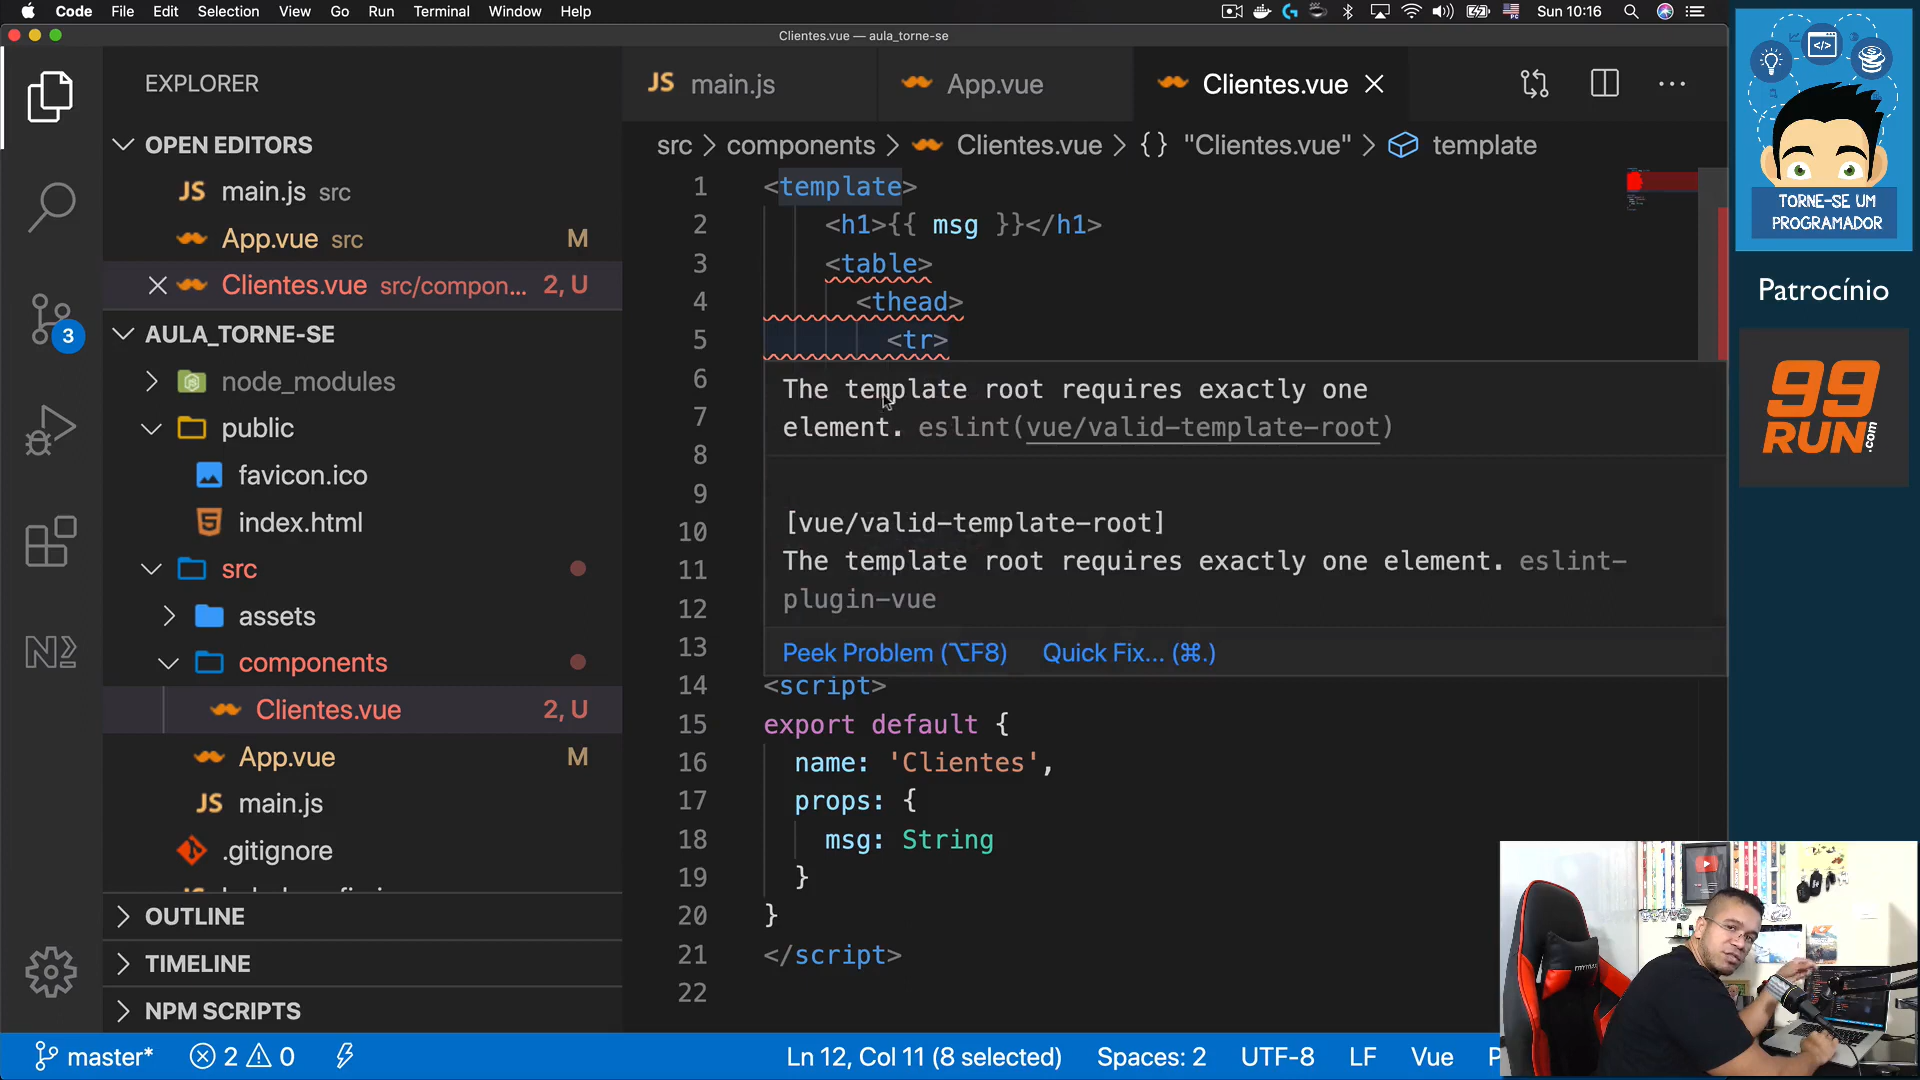 Code File Edit Selection View Go Run Terminal Window Help
Sun 10:16
Clientes.vue — aula_torne-se
EXPLORER
OPEN EDITORS
JS main.js src
App.vue src M
Clientes.vue src/compon... 2, U
AULA_TORNE-SE
node_modules
public
favicon.ico
index.html
src
assets
components
Clientes.vue 2, U
App.vue M
JS main.js
.gitignore
OUTLINE
TIMELINE
NPM SCRIPTS
3
JS main.js
App.vue
Clientes.vue
src > components > Clientes.vue > {} "Clientes.vue" > template
1 <template>
2 <h1>{{ msg }}</h1>
3 <table>
4 <thead>
5 <tr>
6
7
8
9
10
11
12
13
The template root requires exactly one
element. eslint(vue/valid-template-root)
[vue/valid-template-root]
The template root requires exactly one element. eslint-
plugin-vue
Peek Problem (⌥F8) Quick Fix... (⌘.)
14 <script>
15 export default {
16 name: 'Clientes',
17 props: {
18 msg: String
19 }
20 }
21 </script>
22
master* 2 0
Ln 12, Col 11 (8 selected) Spaces: 2 UTF-8 LF Vue P
TORNE-SE UM
PROGRAMADOR
Patrocínio
99
RUN.com